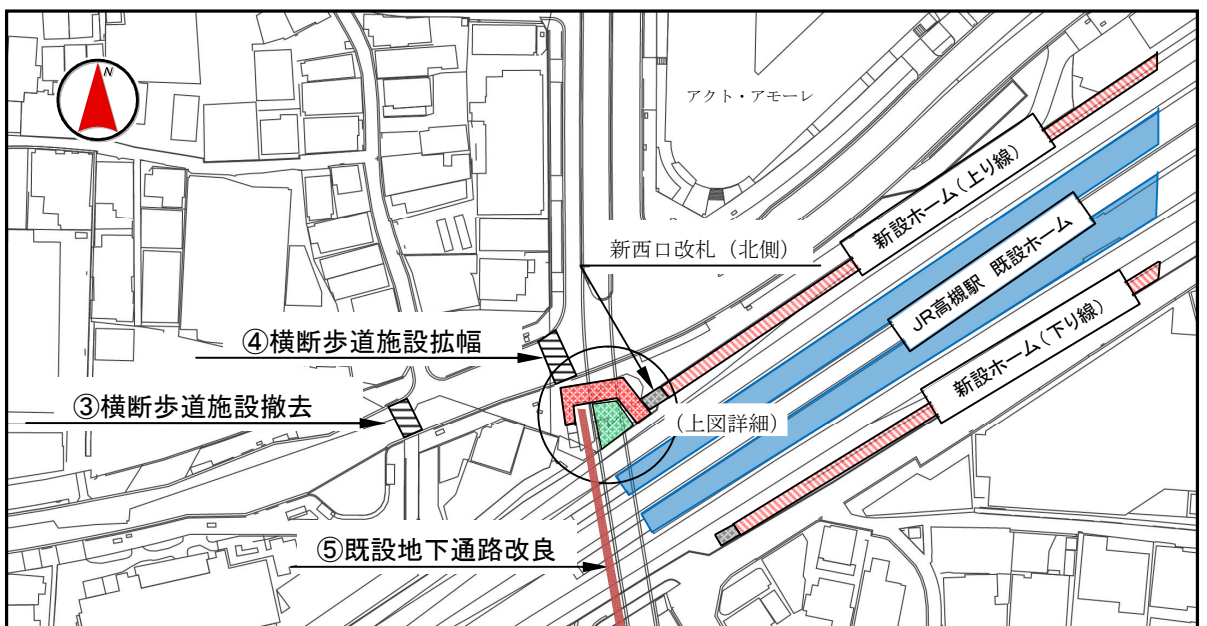 N
アクト・アモーレ
新設ホーム(上り線)
新西口改札(北側)
JR高槻駅 既設ホーム
④横断歩道施設拡幅
新設ホーム(下り線)
③横断歩道施設撤去
(上図詳細)
⑤既設地下通路改良